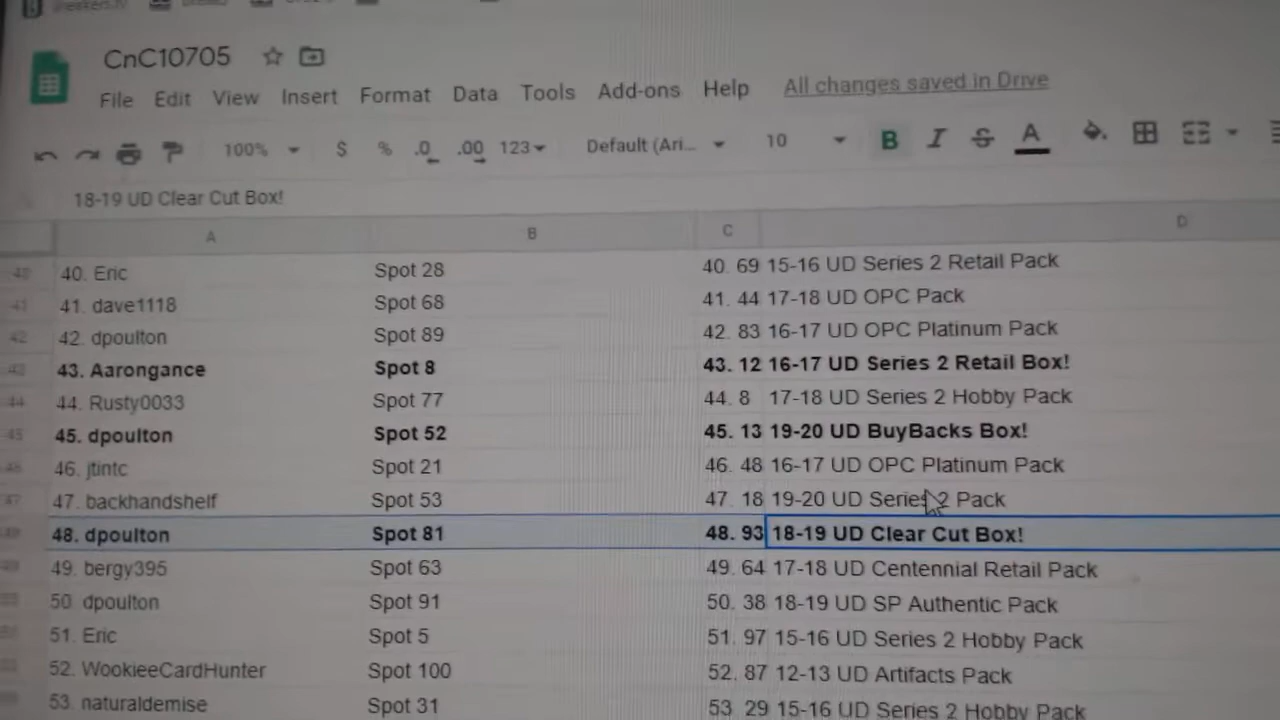 CnC10705
File Edit View Insert Format Data Tools Add-ons Help All changes saved in Drive
100% $ % .0 .00 123 Default (Ari... 10 B I S A
18-19 UD Clear Cut Box!
A B C D
40 40. Eric Spot 28 40. 69 15-16 UD Series 2 Retail Pack
41 41. dave1118 Spot 68 41. 44 17-18 UD OPC Pack
42 42. dpoulton Spot 89 42. 83 16-17 UD OPC Platinum Pack
43 43. Aarongance Spot 8 43. 12 16-17 UD Series 2 Retail Box!
44 44. Rusty0033 Spot 77 44. 8 17-18 UD Series 2 Hobby Pack
45 45. dpoulton Spot 52 45. 13 19-20 UD BuyBacks Box!
46 46. jtintc Spot 21 46. 48 16-17 UD OPC Platinum Pack
47 47. backhandshelf Spot 53 47. 18 19-20 UD Series 2 Pack
48. dpoulton Spot 81 48. 93 18-19 UD Clear Cut Box!
49. bergy395 Spot 63 49. 64 17-18 UD Centennial Retail Pack
50. dpoulton Spot 91 50. 38 18-19 UD SP Authentic Pack
51. Eric Spot 5 51. 97 15-16 UD Series 2 Hobby Pack
52. WookieeCardHunter Spot 100 52. 87 12-13 UD Artifacts Pack
53. naturaldemise Spot 31 53. 29 15-16 UD Series 2 Hobby Pack